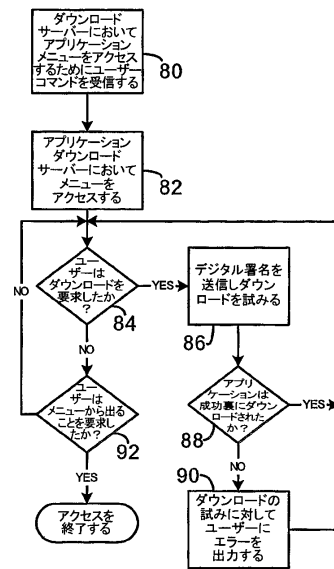 ダウンロード
サーバーにおいて
アプリケーション
メニューをアクセス
するためにユーザー
コマンドを受信する
80
アプリケーション
ダウンロード
サーバーにおいて
メニューを
アクセスする
82
ユー
ザーは
ダウンロードを
要求したか
?
84
YES
NO
NO
デジタル署名を
送信しダウン
ロードを試みる
86
ユー
ザーは
メニューから出る
ことを要求し
たか?
92
YES
アクセスを
終了する
アプリ
ケーションは
成功裏にダウン
ロードされた
か?
88
YES
NO
90
ダウンロードの
試みに対して
ユーザーに
エラーを
出力する